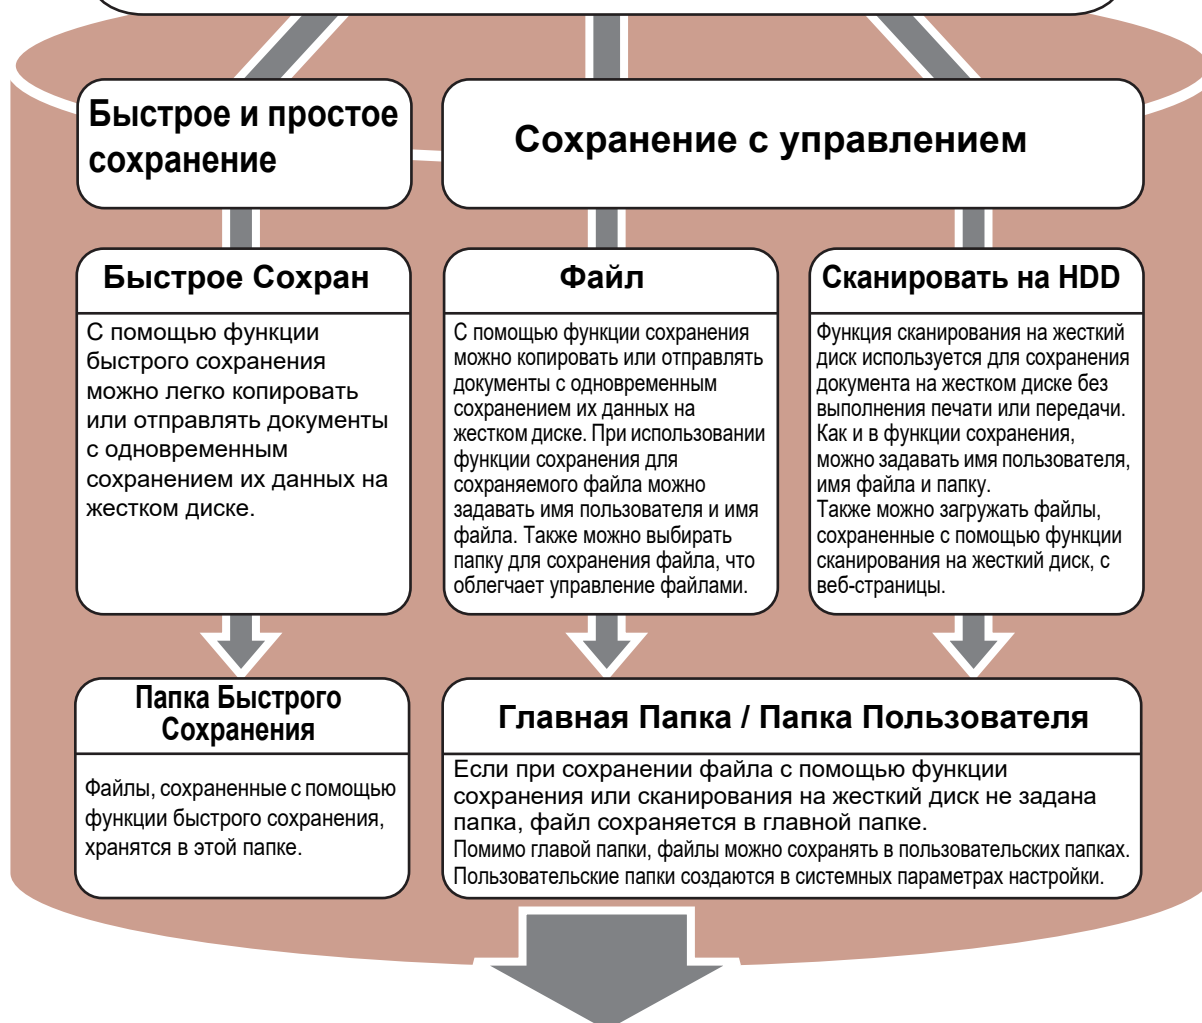 Быстрое и простое
сохранение
Сохранение с управлением
Быстрое Сохран
С помощью функции
быстрого сохранения
можно легко копировать
или отправлять документы
с одновременным
сохранением их данных на
жестком диске.
Файл
С помощью функции сохранения
можно копировать или отправлять
документы с одновременным
сохранением их данных на
жестком диске. При использовании
функции сохранения для
сохраняемого файла можно
задавать имя пользователя и имя
файла. Также можно выбирать
папку для сохранения файла, что
облегчает управление файлами.
Сканировать на HDD
Функция сканирования на жесткий
диск используется для сохранения
документа на жестком диске без
выполнения печати или передачи.
Как и в функции сохранения,
можно задавать имя пользователя,
имя файла и папку.
Также можно загружать файлы,
сохраненные с помощью функции
сканирования на жесткий диск, с
веб-страницы.
Папка Быстрого
Сохранения
Файлы, сохраненные с помощью
функции быстрого сохранения,
хранятся в этой папке.
Главная Папка / Папка Пользователя
Если при сохранении файла с помощью функции
сохранения или сканирования на жесткий диск не задана
папка, файл сохраняется в главной папке.
Помимо главой папки, файлы можно сохранять в пользовательских папках.
Пользовательские папки создаются в системных параметрах настройки.